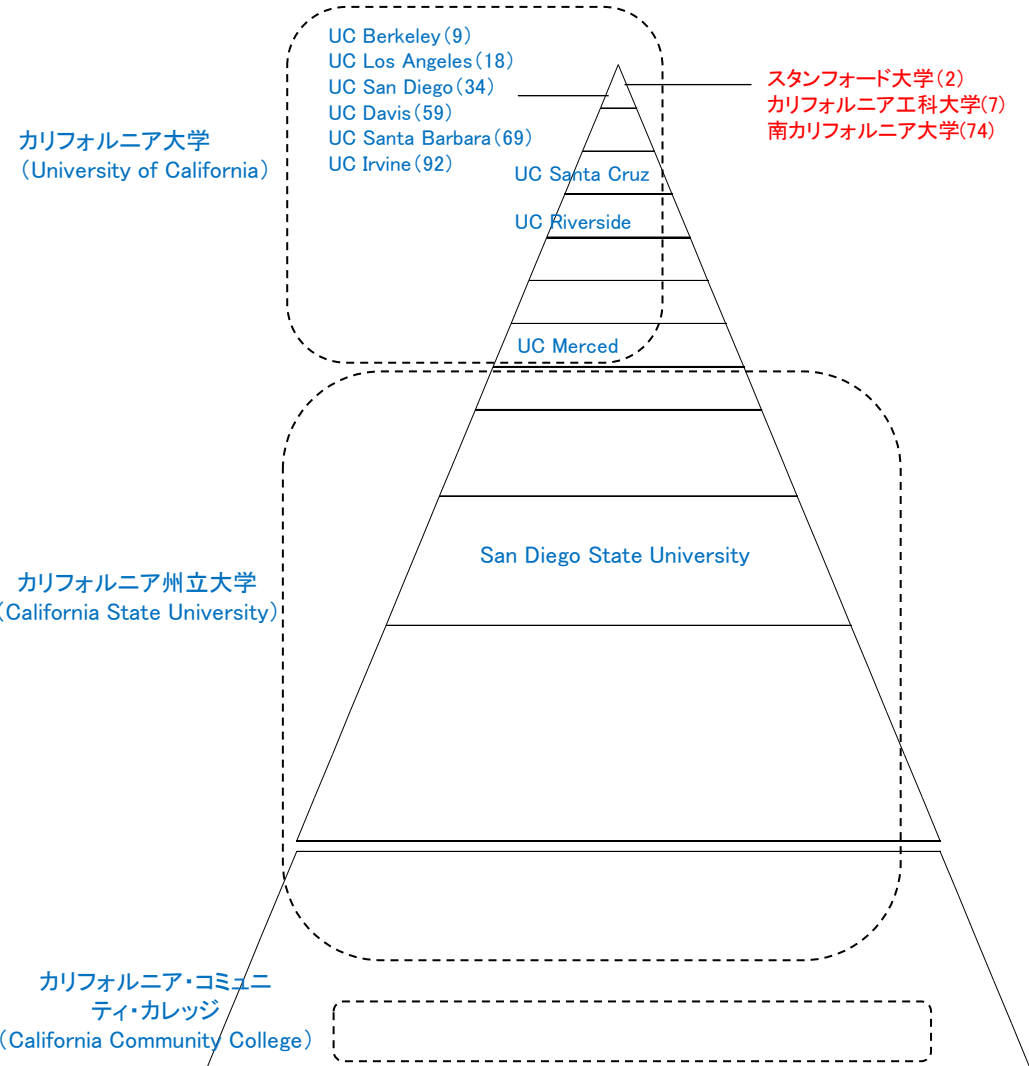 UC Berkeley(9)
UC Los Angeles(18)
UC San Diego(34)
UC Davis(59)
UC Santa Barbara(69)
UC Irvine(92)
スタンフォード大学(2)
カリフォルニア工科大学(7)
南カリフォルニア大学(74)
カリフォルニア大学
(University of California)
UC Santa Cruz
UC Riverside
UC Merced
San Diego State University
カリフォルニア州立大学
(California State University)
カリフォルニア・コミュニ
ティ・カレッジ
(California Community College)